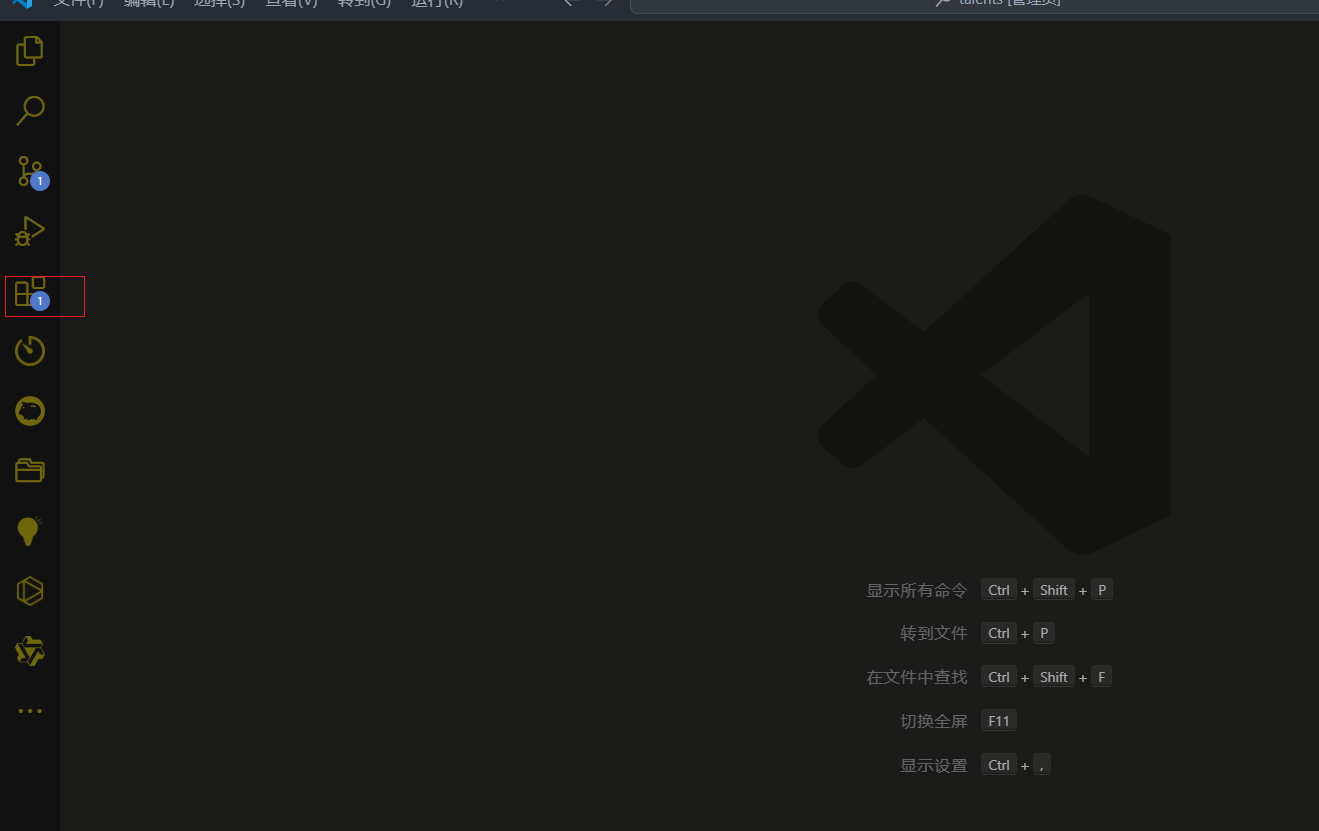 文件(F) 编辑(E) 选择(S) 查看(V) 转到(G) 运行(R) ··· talents [管理员]
1
1
显示所有命令 Ctrl + Shift + P
转到文件 Ctrl + P
在文件中查找 Ctrl + Shift + F
切换全屏 F11
显示设置 Ctrl + ,